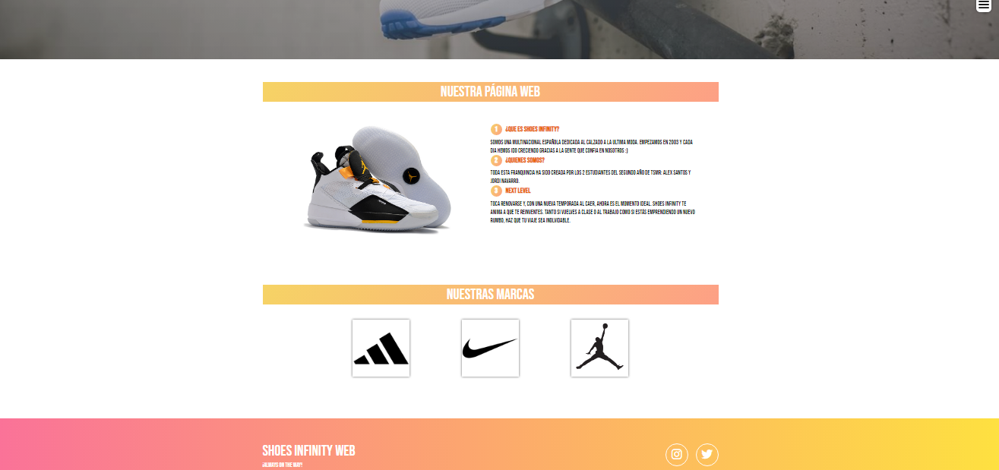 NUESTRA PÁGINA WEB
1 ¿QUE ES SHOES INFINITY?
SOMOS UNA MULTINACIONAL ESPAÑOLA DEDICADA AL CALZADO A LA ULTIMA MODA. EMPEZAMOS EN 2003 Y CADA
DIA HEMOS IDO CRECIENDO GRACIAS A LA GENTE QUE CONFIA EN NOSOTROS :)
2 ¿QUIENES SOMOS?
TODA ESTA FRANQUICIA HA SIDO CREADA POR LOS 2 ESTUDIANTES DEL SEGUNDO AÑO DE TSMR: ALEX SANTOS Y
JORDI NAVARRO.
3 NEXT LEVEL
TOCA RENOVARSE Y, CON UNA NUEVA TEMPORADA AL CAER, AHORA ES EL MOMENTO IDEAL. SHOES INFINITY TE
ANIMA A QUE TE REINVENTES. TANTO SI VUELVES A CLASE O AL TRABAJO COMO SI ESTÁS EMPRENDIENDO UN NUEVO
RUMBO, HAZ QUE TU VIAJE SEA INOLVIDABLE.
NUESTRAS MARCAS
SHOES INFINITY WEB
¡ALWAYS ON THE WAY!